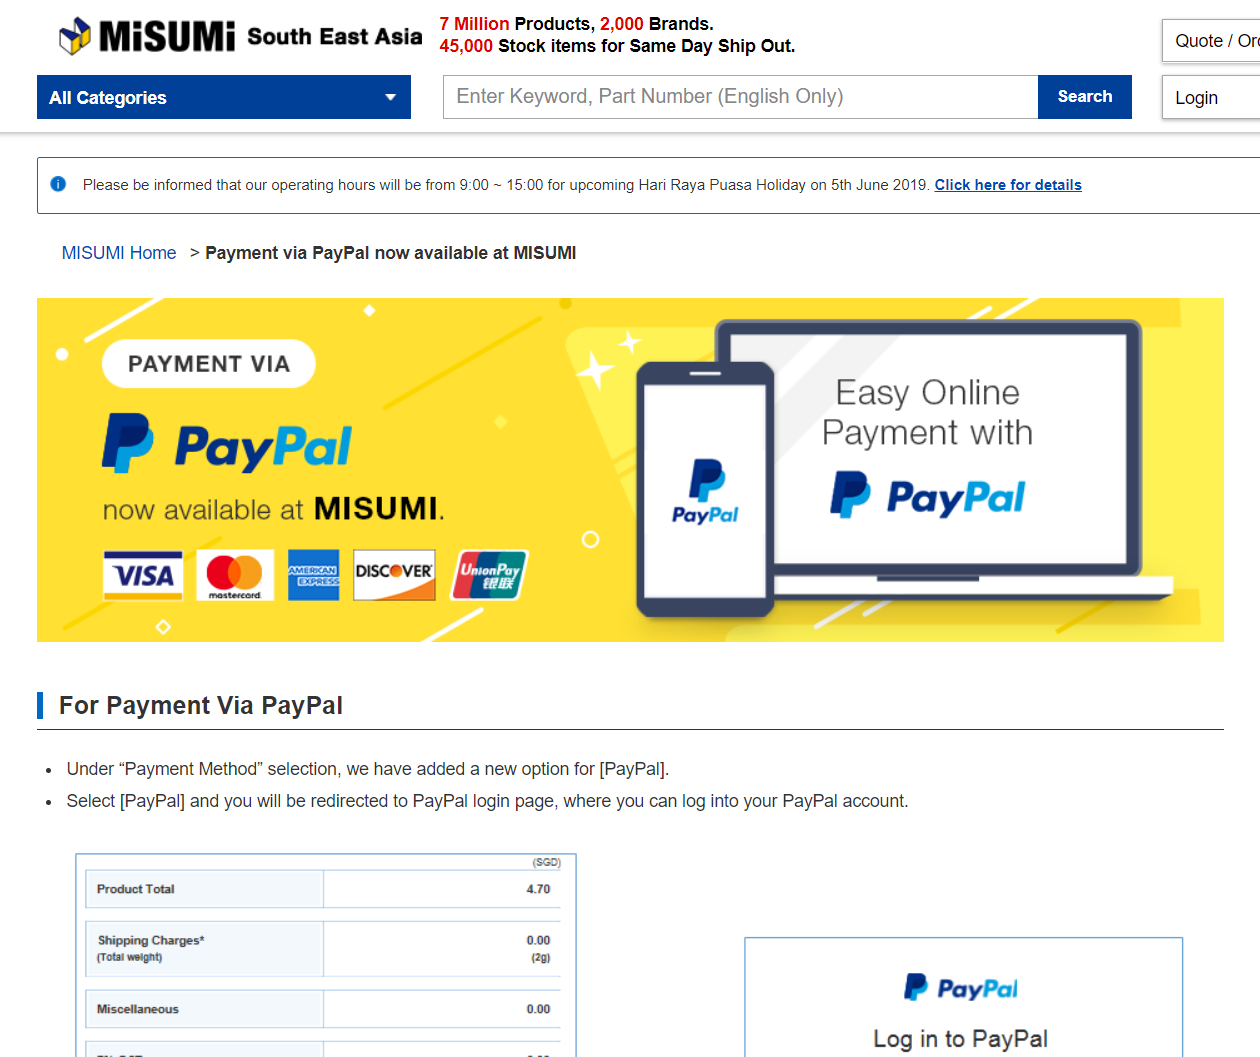 MiSUMi South East Asia
7 Million Products, 2,000 Brands.
45,000 Stock items for Same Day Ship Out.
Quote /
All Categories
Enter Keyword, Part Number (English Only)
Search
Login
Please be informed that our operating hours will be from 9:00 ~ 15:00 for upcoming Hari Raya Puasa Holiday on 5th June 2019. Click here for details
MISUMI Home > Payment via PayPal now available at MISUMI
PAYMENT VIA
PayPal
now available at MISUMI.
VISA
mastercard
AMERICAN EXPRESS
DISCOVER
UnionPay
银联
PayPal
Easy Online
Payment with
PayPal
For Payment Via PayPal
• Under “Payment Method” selection, we have added a new option for [PayPal].
• Select [PayPal] and you will be redirected to PayPal login page, where you can log into your PayPal account.
(SGD)
Product Total 4.70
Shipping Charges* 0.00
(Total weight) (2g)
Miscellaneous 0.00
PayPal
Log in to PayPal